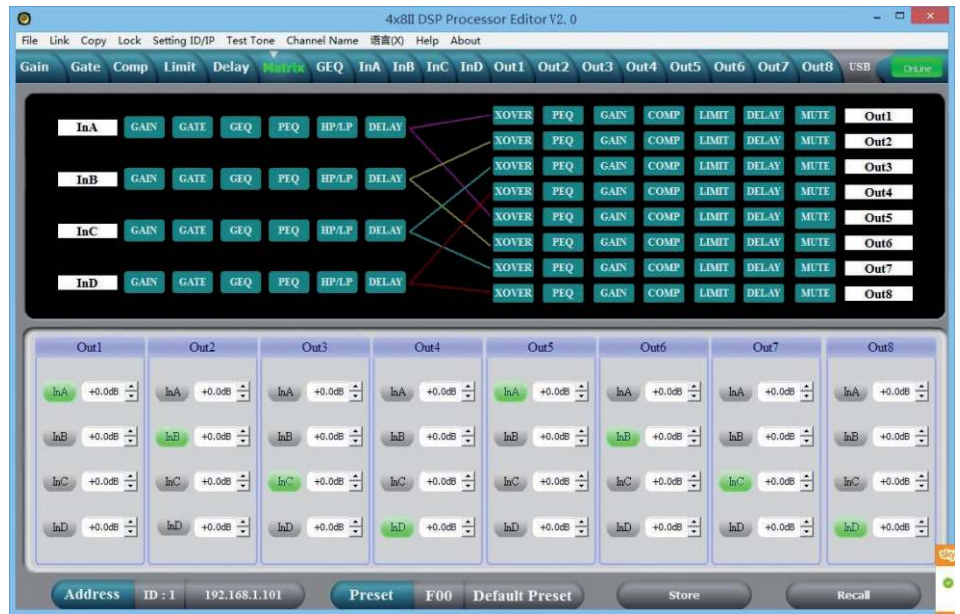 4x8II DSP Processor Editor V2. 0
File Link Copy Lock Setting ID/IP Test Tone Channel Name 語言(X) Help About
Gain Gate Comp Limit Delay Matrix GEQ InA InB InC InD Out1 Out2 Out3 Out4 Out5 Out6 Out7 Out8 USB OnLine
XOVER PEQ GAIN COMP LIMIT DELAY MUTE Out1
InA GAIN GATE GEQ PEQ HP/LP DELAY
XOVER PEQ GAIN COMP LIMIT DELAY MUTE Out2
XOVER PEQ GAIN COMP LIMIT DELAY MUTE Out3
InB GAIN GATE GEQ PEQ HP/LP DELAY
XOVER PEQ GAIN COMP LIMIT DELAY MUTE Out4
XOVER PEQ GAIN COMP LIMIT DELAY MUTE Out5
InC GAIN GATE GEQ PEQ HP/LP DELAY
XOVER PEQ GAIN COMP LIMIT DELAY MUTE Out6
XOVER PEQ GAIN COMP LIMIT DELAY MUTE Out7
InD GAIN GATE GEQ PEQ HP/LP DELAY
XOVER PEQ GAIN COMP LIMIT DELAY MUTE Out8
Out1 Out2 Out3 Out4 Out5 Out6 Out7 Out8
InA +0.0dB InA +0.0dB InA +0.0dB InA +0.0dB InA +0.0dB InA +0.0dB InA +0.0dB InA +0.0dB
InB +0.0dB InB +0.0dB InB +0.0dB InB +0.0dB InB +0.0dB InB +0.0dB InB +0.0dB InB +0.0dB
InC +0.0dB InC +0.0dB InC +0.0dB InC +0.0dB InC +0.0dB InC +0.0dB InC +0.0dB InC +0.0dB
InD +0.0dB InD +0.0dB InD +0.0dB InD +0.0dB InD +0.0dB InD +0.0dB InD +0.0dB InD +0.0dB
Address ID : 1 192.168.1.101 Preset F00 Default Preset Store Recall